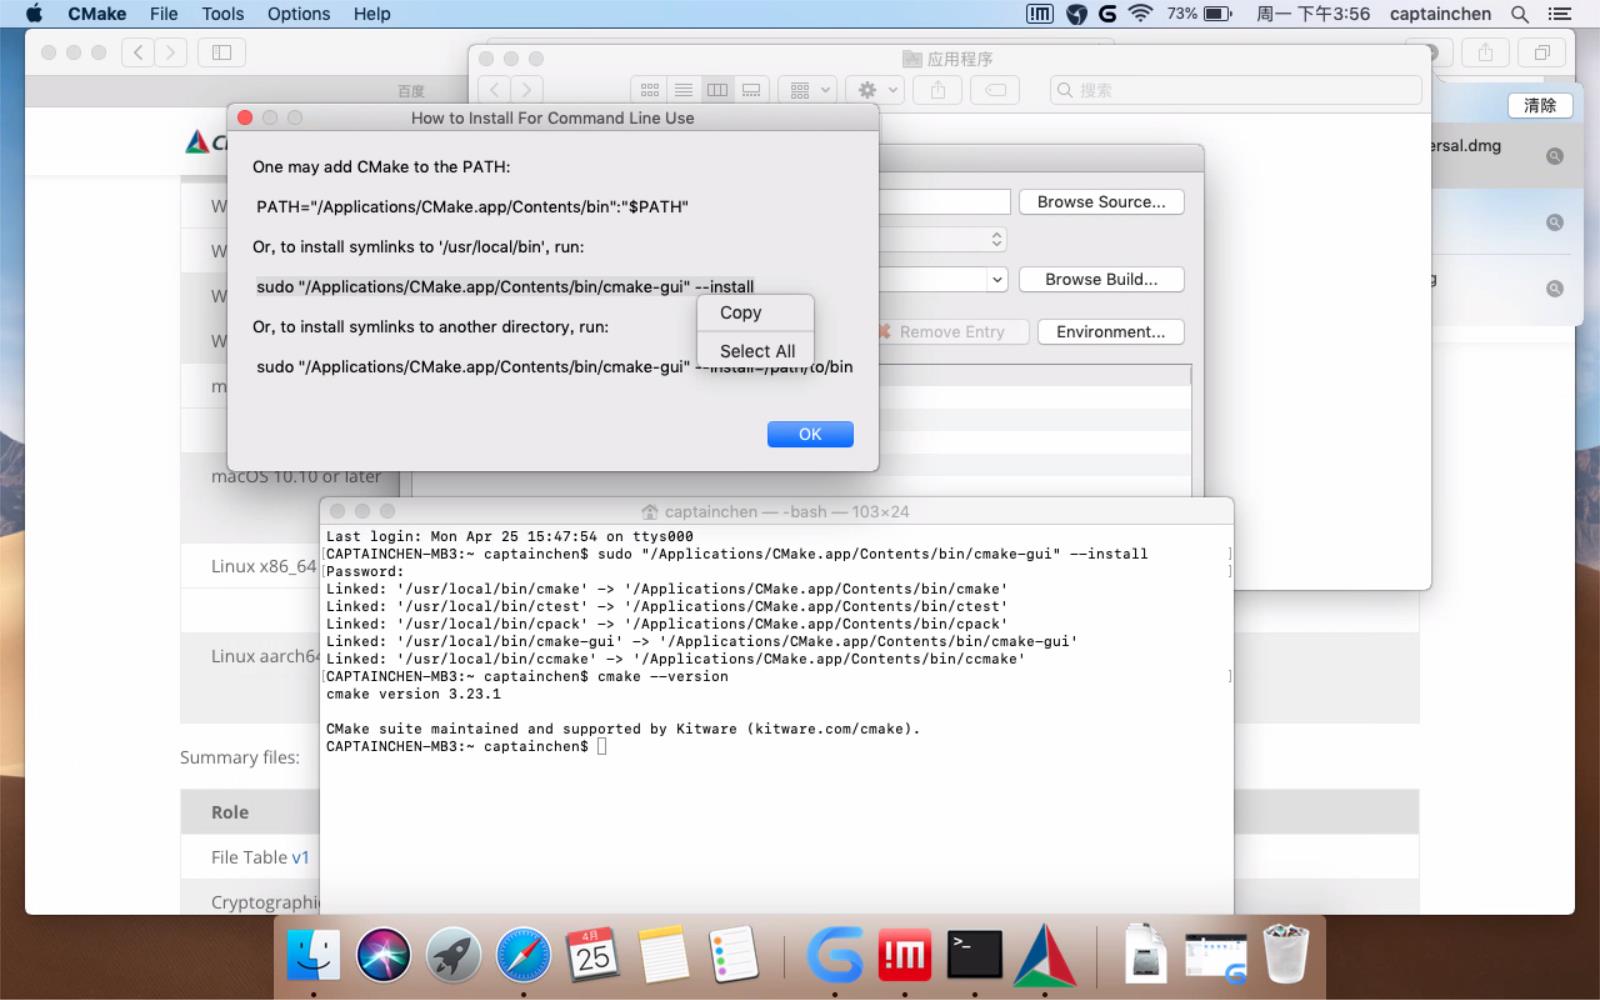 CMake File Tools Options Help
73% 周一 下午3:56 captainchen
应用程序
百度
搜索
清除
ersal.dmg
How to Install For Command Line Use
One may add CMake to the PATH:
PATH="/Applications/CMake.app/Contents/bin":"$PATH"
Or, to install symlinks to '/usr/local/bin', run:
sudo "/Applications/CMake.app/Contents/bin/cmake-gui" --install
Copy
Or, to install symlinks to another directory, run:
Select All
sudo "/Applications/CMake.app/Contents/bin/cmake-gui" --install=/path/to/bin
OK
Browse Source...
Browse Build...
Remove Entry Environment...
macOS 10.10 or later
Linux x86_64
Linux aarch64
Summary files:
Role
File Table v1
Cryptographi
captainchen — -bash — 103×24
Last login: Mon Apr 25 15:47:54 on ttys000
[CAPTAINCHEN-MB3:~ captainchen$ sudo "/Applications/CMake.app/Contents/bin/cmake-gui" --install ]
[Password: ]
Linked: '/usr/local/bin/cmake' -> '/Applications/CMake.app/Contents/bin/cmake'
Linked: '/usr/local/bin/ctest' -> '/Applications/CMake.app/Contents/bin/ctest'
Linked: '/usr/local/bin/cpack' -> '/Applications/CMake.app/Contents/bin/cpack'
Linked: '/usr/local/bin/cmake-gui' -> '/Applications/CMake.app/Contents/bin/cmake-gui'
Linked: '/usr/local/bin/ccmake' -> '/Applications/CMake.app/Contents/bin/ccmake'
[CAPTAINCHEN-MB3:~ captainchen$ cmake --version ]
cmake version 3.23.1
CMake suite maintained and supported by Kitware (kitware.com/cmake).
CAPTAINCHEN-MB3:~ captainchen$
4月
25